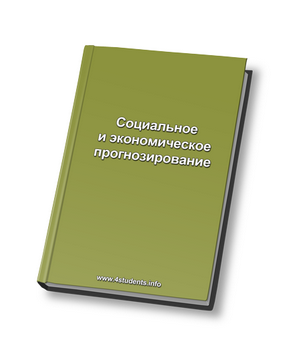 Социальное
и экономическое
прогнозирование
www.4students.info